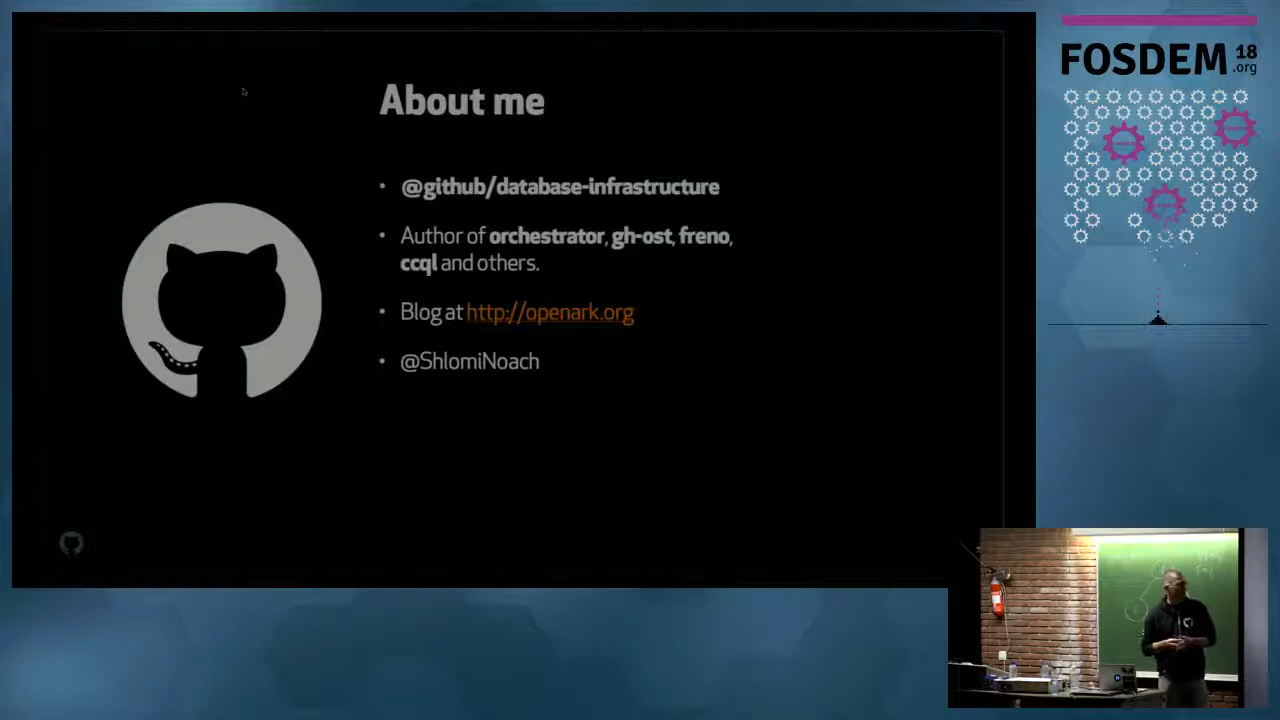 About me
• @github/database-infrastructure
• Author of orchestrator, gh-ost, freno,
ccql and others.
• Blog at http://openark.org
• @ShlomiNoach
FOSDEM 18
.org